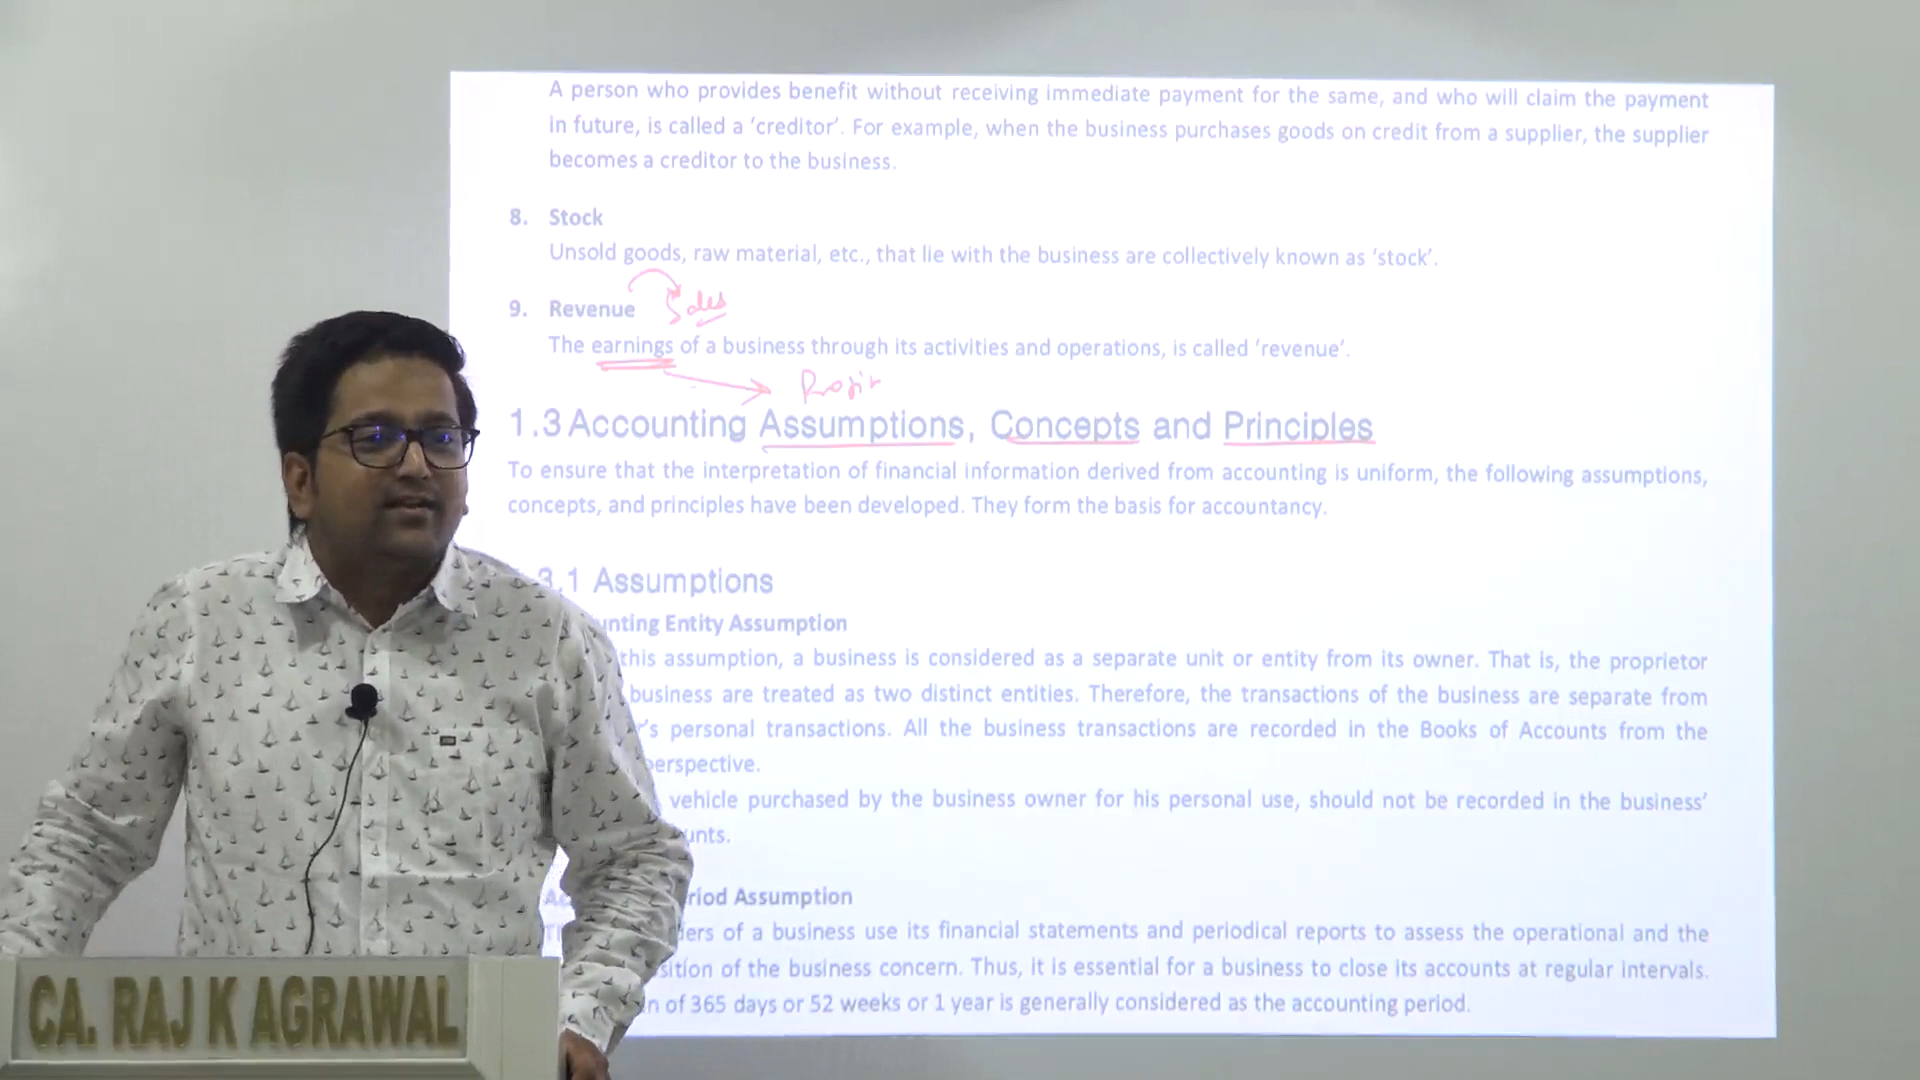 A person who provides benefit without receiving immediate payment for the same, and who will claim the payment
in future, is called a ‘creditor’. For example, when the business purchases goods on credit from a supplier, the supplier
becomes a creditor to the business.
8. Stock
Unsold goods, raw material, etc., that lie with the business are collectively known as ‘stock’.
9. Revenue Sales
The earnings of a business through its activities and operations, is called ‘revenue’.
1.3 Accounting Assumptions, Concepts and Principles
To ensure that the interpretation of financial information derived from accounting is uniform, the following assumptions,
concepts, and principles have been developed. They form the basis for accountancy.
3.1 Assumptions
unting Entity Assumption
this assumption, a business is considered as a separate unit or entity from its owner. That is, the proprietor
business are treated as two distinct entities. Therefore, the transactions of the business are separate from
r’s personal transactions. All the business transactions are recorded in the Books of Accounts from the
perspective.
vehicle purchased by the business owner for his personal use, should not be recorded in the business’
unts.
riod Assumption
ders of a business use its financial statements and periodical reports to assess the operational and the
sition of the business concern. Thus, it is essential for a business to close its accounts at regular intervals.
n of 365 days or 52 weeks or 1 year is generally considered as the accounting period.
CA. RAJ K AGRAWAL